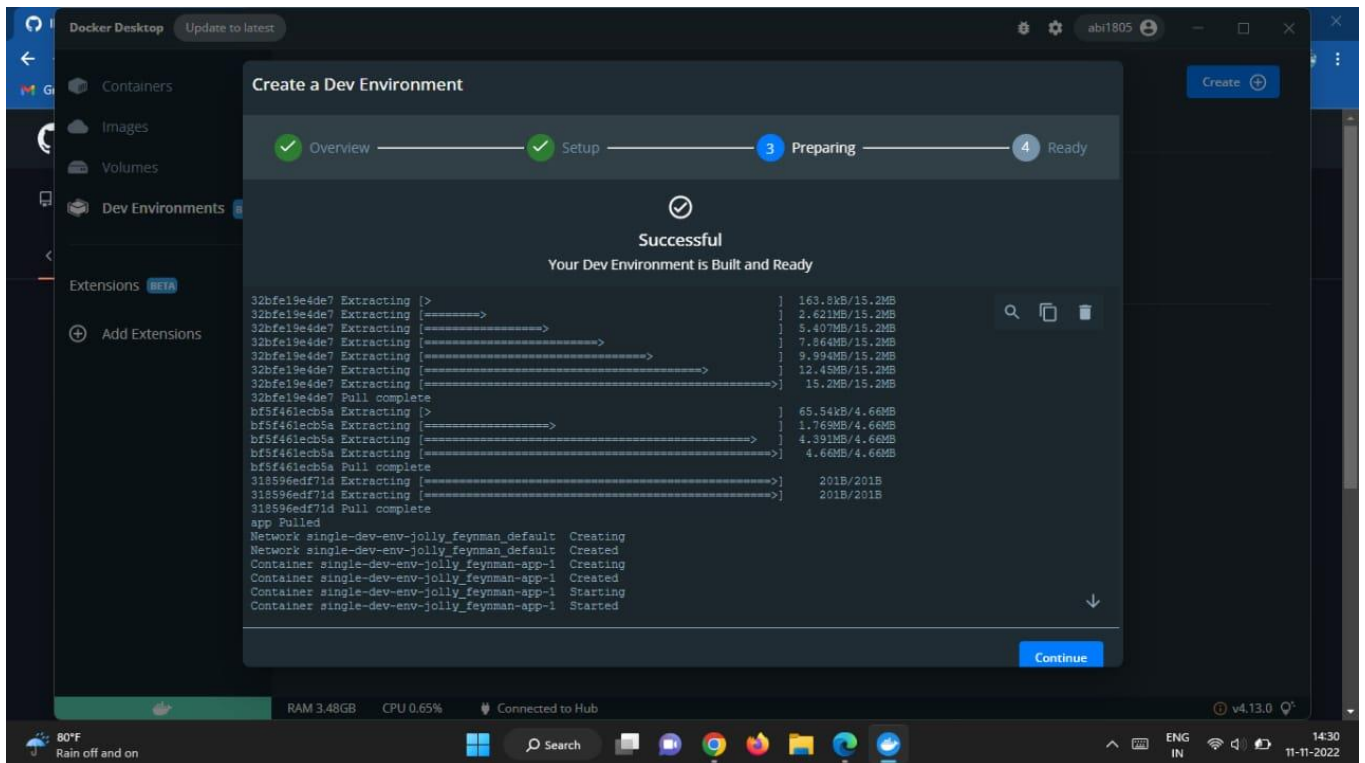 Docker Desktop Update to latest abi1805
Create a Dev Environment
Create
Containers
Images
Volumes
Dev Environments
Extensions BETA
Add Extensions
Overview Setup 3 Preparing 4 Ready
Successful
Your Dev Environment is Built and Ready
32bfe19e4de7 Extracting [> ] 163.8kB/15.2MB
32bfe19e4de7 Extracting [========> ] 2.621MB/15.2MB
32bfe19e4de7 Extracting [=================> ] 5.407MB/15.2MB
32bfe19e4de7 Extracting [=========================> ] 7.864MB/15.2MB
32bfe19e4de7 Extracting [================================> ] 9.994MB/15.2MB
32bfe19e4de7 Extracting [========================================> ] 12.45MB/15.2MB
32bfe19e4de7 Extracting [==================================================>] 15.2MB/15.2MB
32bfe19e4de7 Pull complete
bf5f461ecb5a Extracting [> ] 65.54kB/4.66MB
bf5f461ecb5a Extracting [==================> ] 1.769MB/4.66MB
bf5f461ecb5a Extracting [===============================================> ] 4.391MB/4.66MB
bf5f461ecb5a Extracting [==================================================>] 4.66MB/4.66MB
bf5f461ecb5a Pull complete
318596edf71d Extracting [==================================================>] 201B/201B
318596edf71d Extracting [==================================================>] 201B/201B
318596edf71d Pull complete
app Pulled
Network single-dev-env-jolly_feynman_default Creating
Network single-dev-env-jolly_feynman_default Created
Container single-dev-env-jolly_feynman-app-1 Creating
Container single-dev-env-jolly_feynman-app-1 Created
Container single-dev-env-jolly_feynman-app-1 Starting
Container single-dev-env-jolly_feynman-app-1 Started
Continue
RAM 3.48GB CPU 0.65% Connected to Hub v4.13.0
80°F
Rain off and on
Search
ENG
IN
14:30
11-11-2022